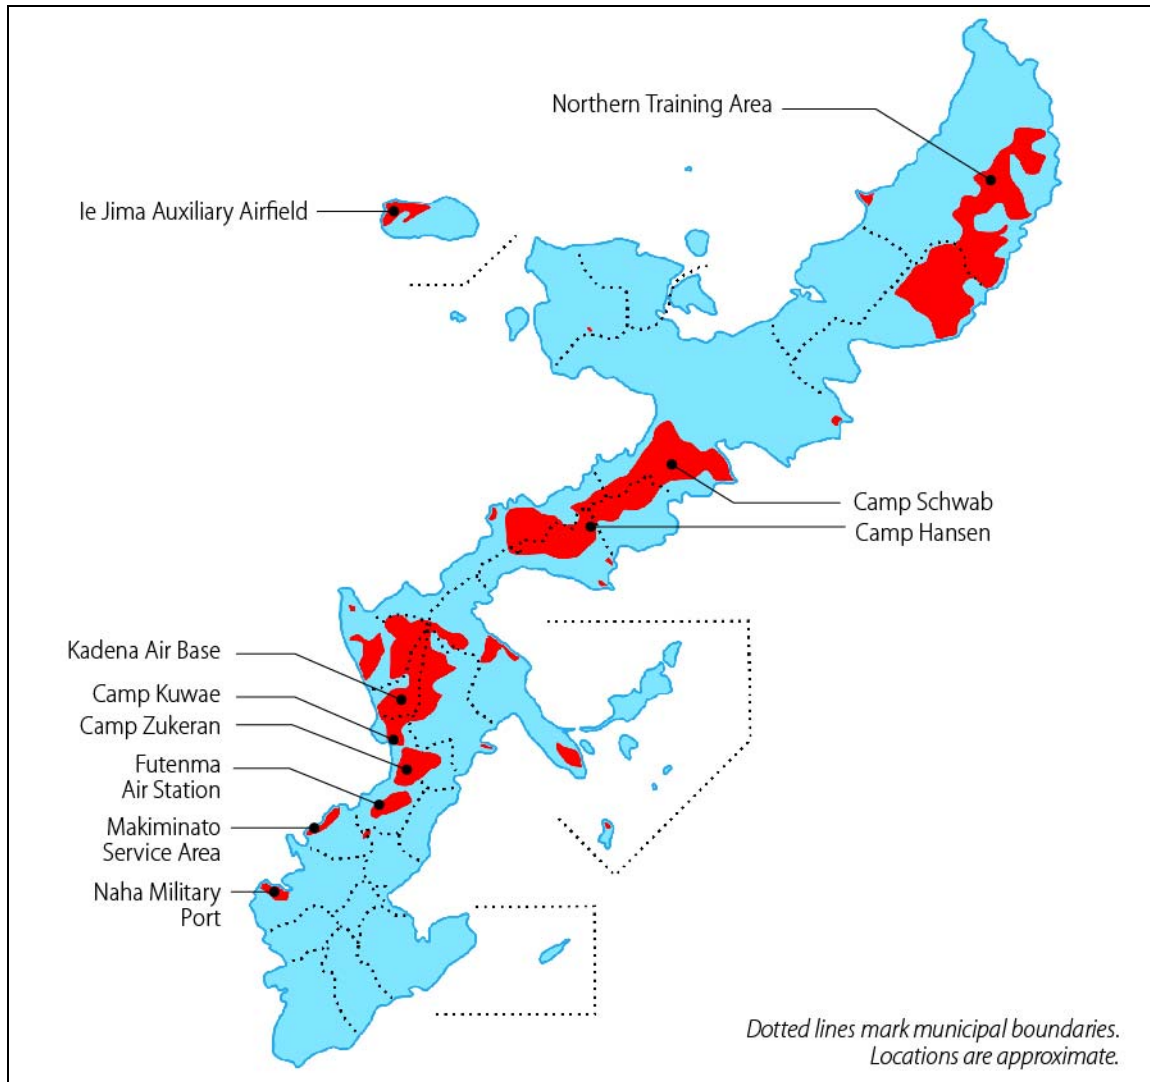 Northern Training Area
Ie Jima Auxiliary Airfield
Camp Schwab
Camp Hansen
Kadena Air Base
Camp Kuwae
Camp Zukeran
Futenma
Air Station
Makiminato
Service Area
Naha Military
Port
Dotted lines mark municipal boundaries.
Locations are approximate.